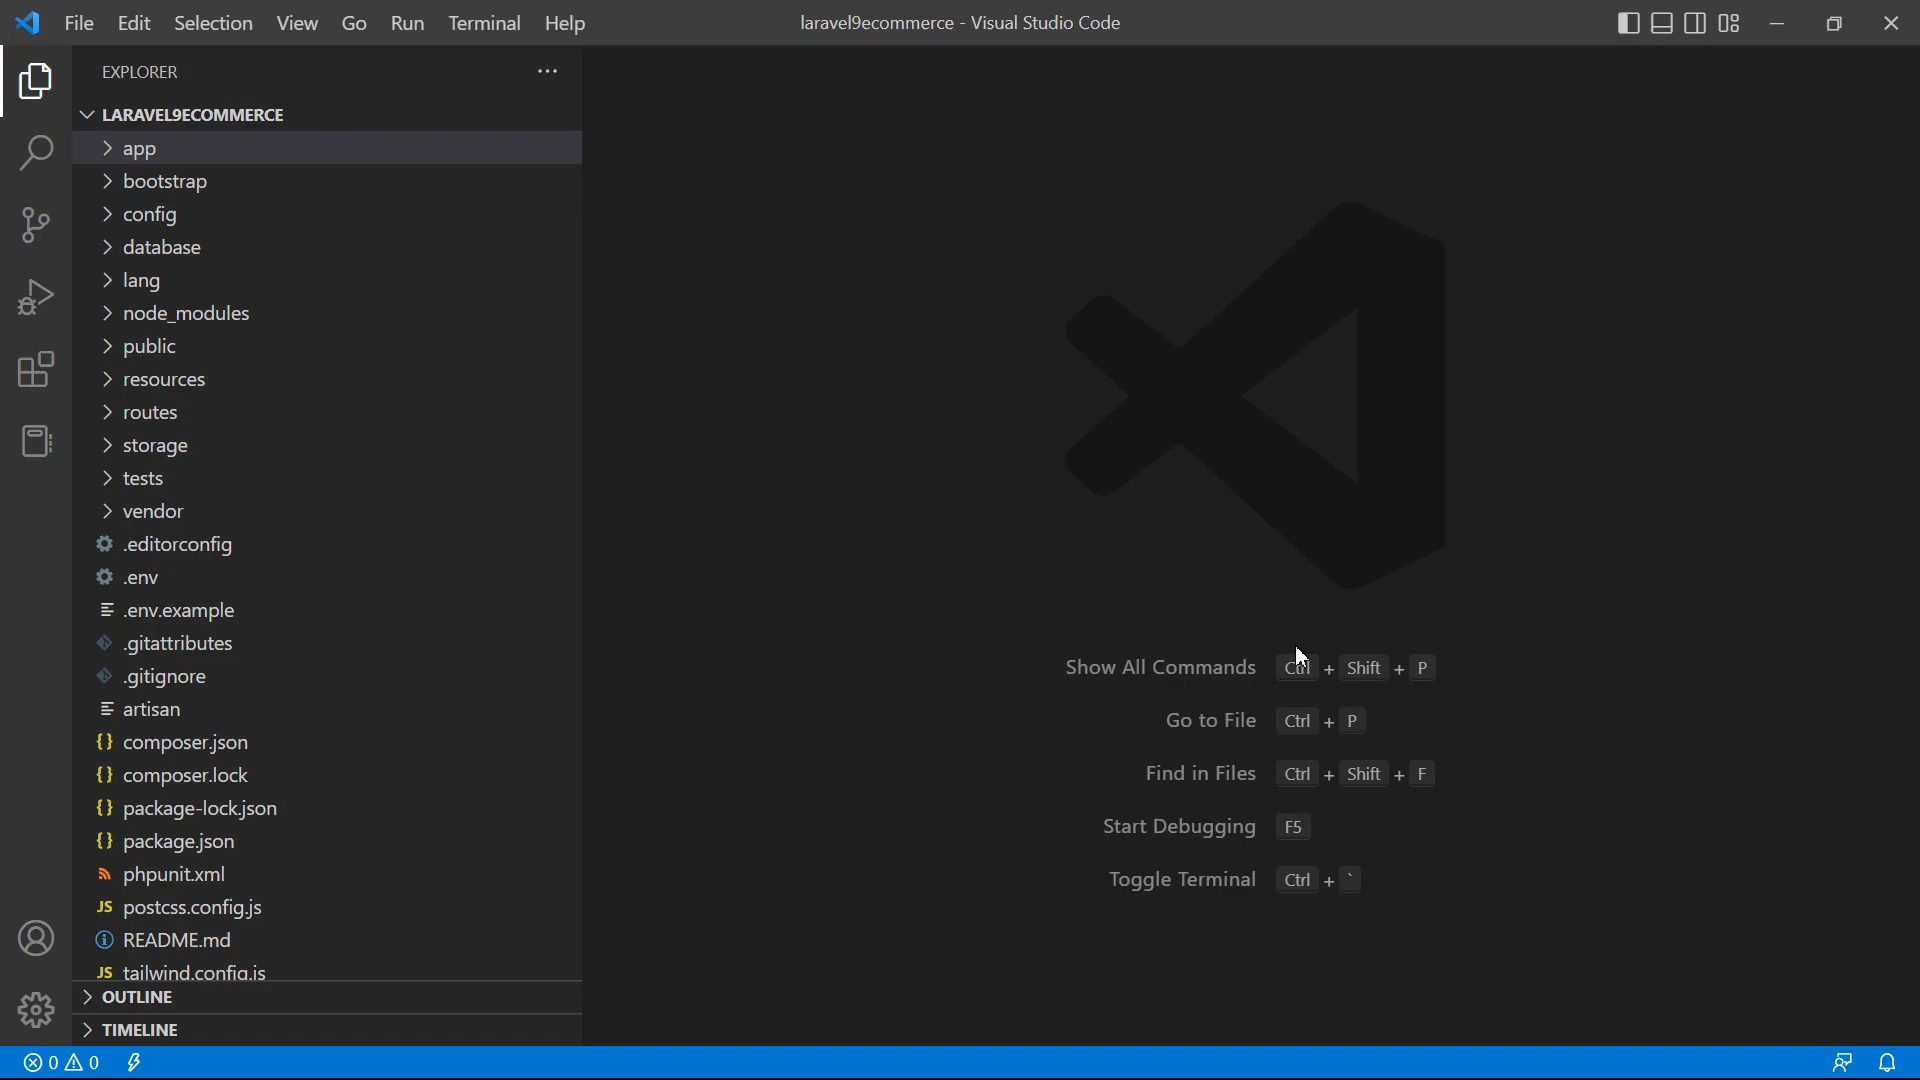 File Edit Selection View Go Run Terminal Help
laravel9ecommerce - Visual Studio Code
EXPLORER
LARAVEL9ECOMMERCE
app
bootstrap
config
database
lang
node_modules
public
resources
routes
storage
tests
vendor
.editorconfig
.env
.env.example
.gitattributes
.gitignore
artisan
{} composer.json
{} composer.lock
{} package-lock.json
{} package.json
phpunit.xml
JS postcss.config.js
README.md
JS tailwind.config.js
OUTLINE
TIMELINE
Show All Commands Ctrl + Shift + P
Go to File Ctrl + P
Find in Files Ctrl + Shift + F
Start Debugging F5
Toggle Terminal Ctrl + `
0 0